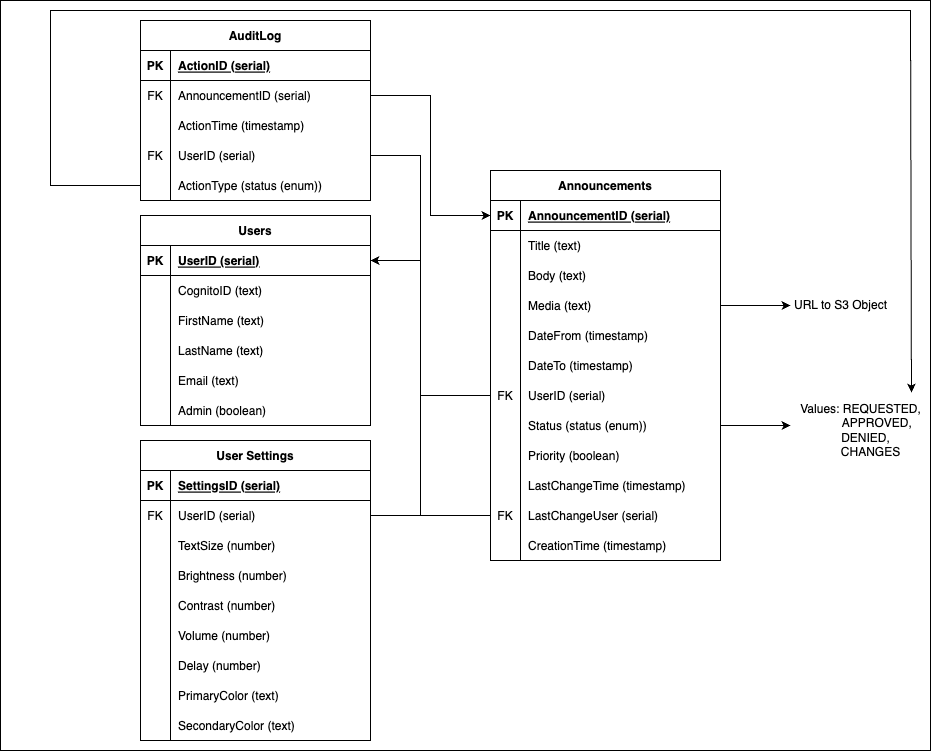 AuditLog
PK ActionID (serial)
FK AnnouncementID (serial)
ActionTime (timestamp)
FK UserID (serial)
ActionType (status (enum))
Users
PK UserID (serial)
CognitoID (text)
FirstName (text)
LastName (text)
Email (text)
Admin (boolean)
User Settings
PK SettingsID (serial)
FK UserID (serial)
TextSize (number)
Brightness (number)
Contrast (number)
Volume (number)
Delay (number)
PrimaryColor (text)
SecondaryColor (text)
Announcements
PK AnnouncementID (serial)
Title (text)
Body (text)
Media (text)
DateFrom (timestamp)
DateTo (timestamp)
FK UserID (serial)
Status (status (enum))
Priority (boolean)
LastChangeTime (timestamp)
FK LastChangeUser (serial)
CreationTime (timestamp)
URL to S3 Object
Values: REQUESTED,
APPROVED,
DENIED,
CHANGES